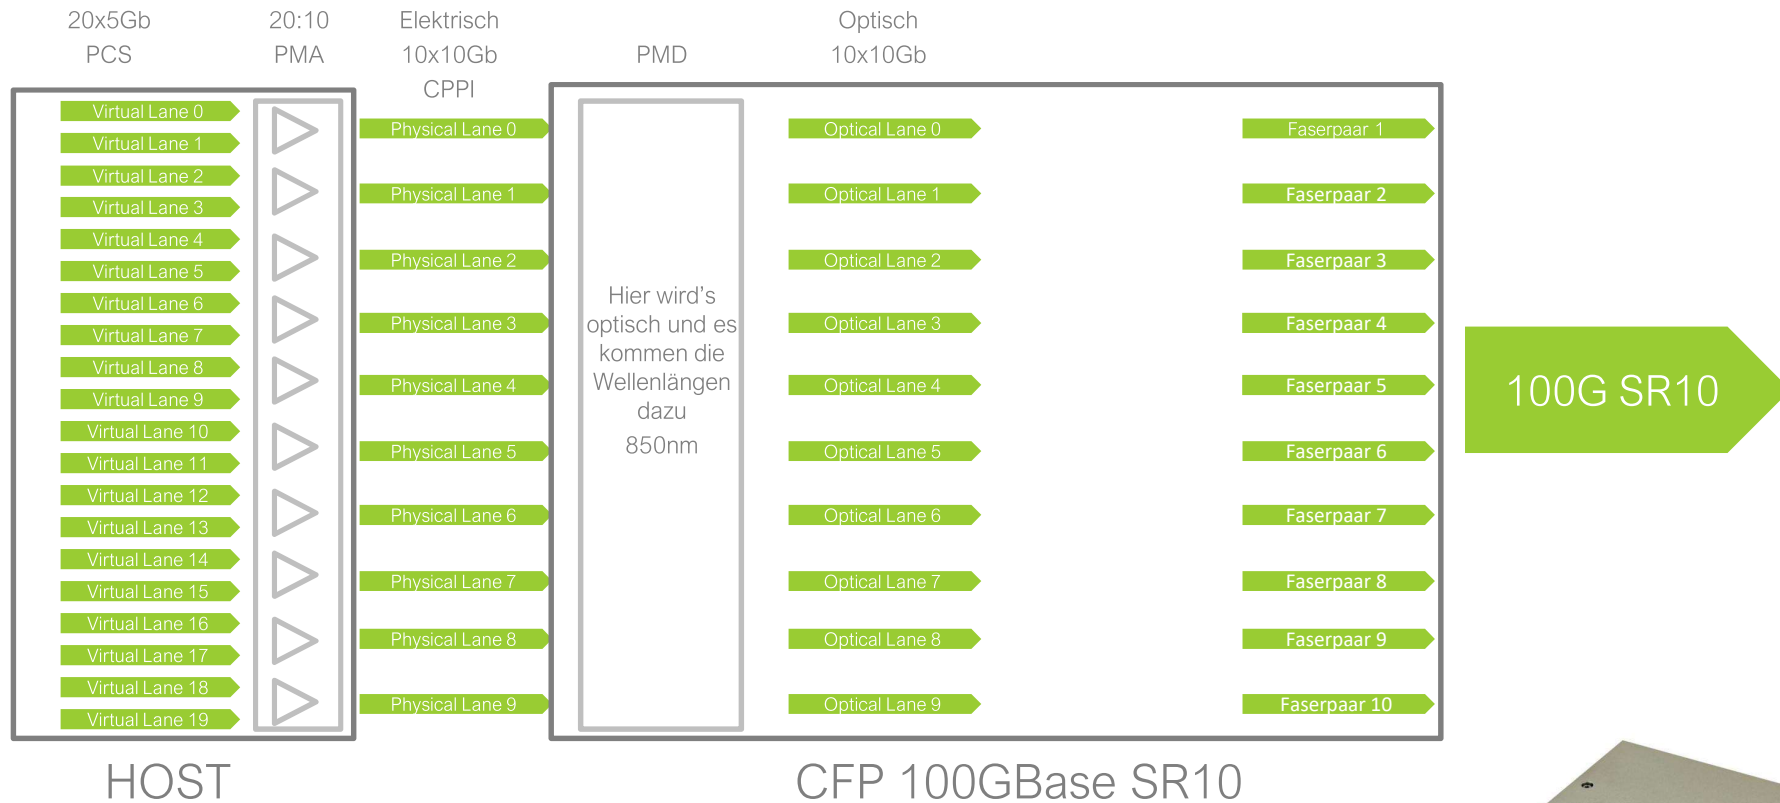 20x5Gb
PCS
20:10
PMA
Elektrisch
10x10Gb
CPPI
PMD
Optisch
10x10Gb
Virtual Lane 0
Virtual Lane 1
Virtual Lane 2
Virtual Lane 3
Virtual Lane 4
Virtual Lane 5
Virtual Lane 6
Virtual Lane 7
Virtual Lane 8
Virtual Lane 9
Virtual Lane 10
Virtual Lane 11
Virtual Lane 12
Virtual Lane 13
Virtual Lane 14
Virtual Lane 15
Virtual Lane 16
Virtual Lane 17
Virtual Lane 18
Virtual Lane 19
Physical Lane 0
Physical Lane 1
Physical Lane 2
Physical Lane 3
Physical Lane 4
Physical Lane 5
Physical Lane 6
Physical Lane 7
Physical Lane 8
Physical Lane 9
Hier wird's
optisch und es
kommen die
Wellenlängen
dazu
850nm
Optical Lane 0
Optical Lane 1
Optical Lane 2
Optical Lane 3
Optical Lane 4
Optical Lane 5
Optical Lane 6
Optical Lane 7
Optical Lane 8
Optical Lane 9
Faserpaar 1
Faserpaar 2
Faserpaar 3
Faserpaar 4
Faserpaar 5
Faserpaar 6
Faserpaar 7
Faserpaar 8
Faserpaar 9
Faserpaar 10
100G SR10
HOST
CFP 100GBase SR10